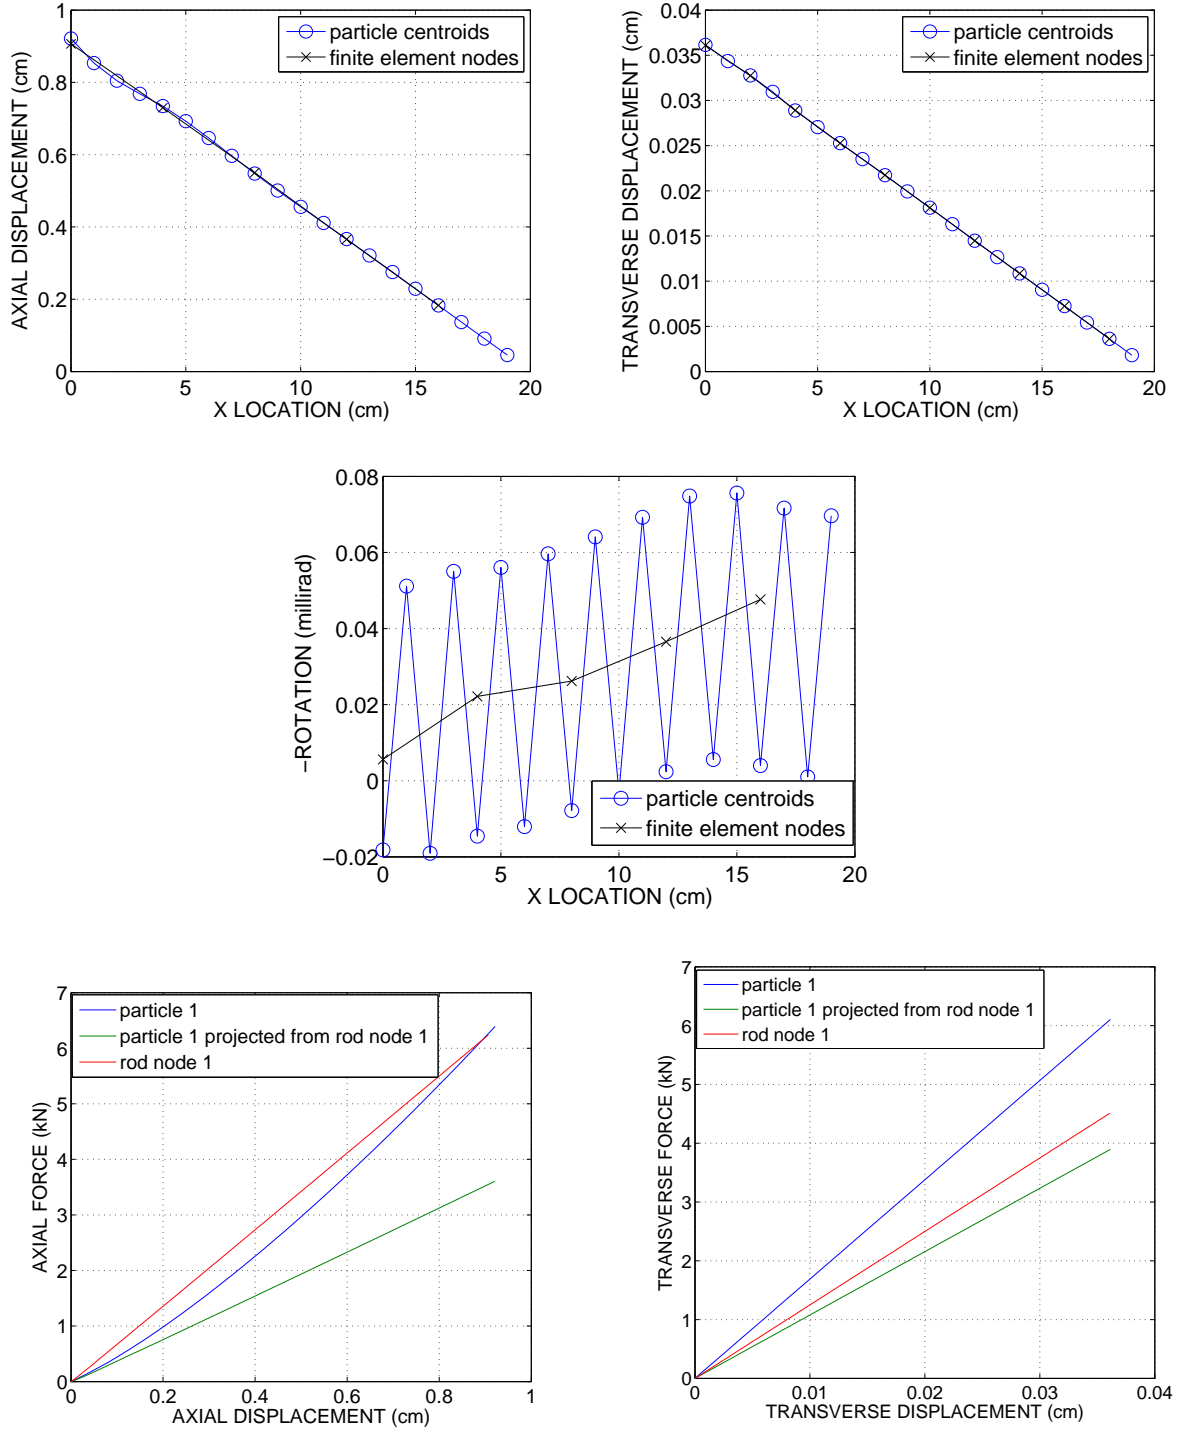 1
0.8
0.6
0.4
0.2
0
0
5
10
15
20
AXIAL DISPLACEMENT (cm)
X LOCATION (cm)
particle centroids
finite element nodes
0.04
0.035
0.03
0.025
0.02
0.015
0.01
0.005
0
0
5
10
15
20
TRANSVERSE DISPLACEMENT (cm)
X LOCATION (cm)
particle centroids
finite element nodes
0.08
0.06
0.04
0.02
0
−0.02
0
5
10
15
20
−ROTATION (millirad)
X LOCATION (cm)
particle centroids
finite element nodes
7
6
5
4
3
2
1
0
0
0.2
0.4
0.6
0.8
1
AXIAL FORCE (kN)
AXIAL DISPLACEMENT (cm)
particle 1
particle 1 projected from rod node 1
rod node 1
7
6
5
4
3
2
1
0
0
0.01
0.02
0.03
0.04
TRANSVERSE FORCE (kN)
TRANSVERSE DISPLACEMENT (cm)
particle 1
particle 1 projected from rod node 1
rod node 1